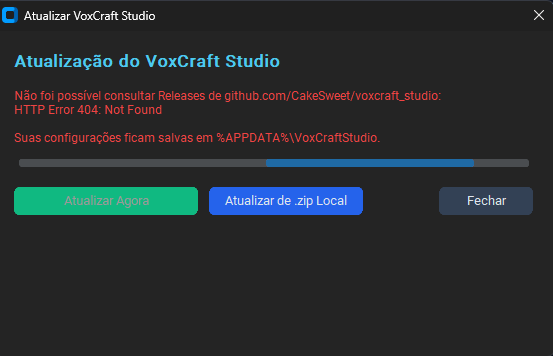 Atualizar VoxCraft Studio
Atualização do VoxCraft Studio
Não foi possível consultar Releases de github.com/CakeSweet/voxcraft_studio:
HTTP Error 404: Not Found
Suas configurações ficam salvas em %APPDATA%\VoxCraftStudio.
Atualizar Agora
Atualizar de .zip Local
Fechar